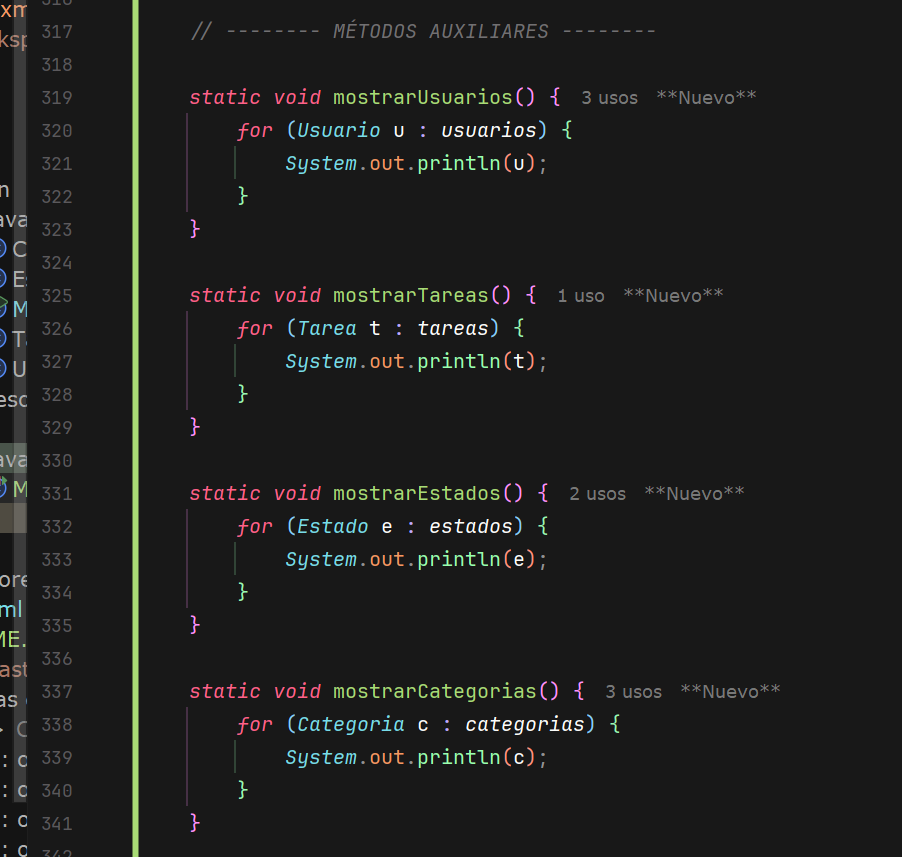 317 // -------- MÉTODOS AUXILIARES --------
318
319 static void mostrarUsuarios() { 3 usos **Nuevo**
320 for (Usuario u : usuarios) {
321 System.out.println(u);
322 }
323 }
324
325 static void mostrarTareas() { 1 uso **Nuevo**
326 for (Tarea t : tareas) {
327 System.out.println(t);
328 }
329 }
330
331 static void mostrarEstados() { 2 usos **Nuevo**
332 for (Estado e : estados) {
333 System.out.println(e);
334 }
335 }
336
337 static void mostrarCategorias() { 3 usos **Nuevo**
338 for (Categoria c : categorias) {
339 System.out.println(c);
340 }
341 }